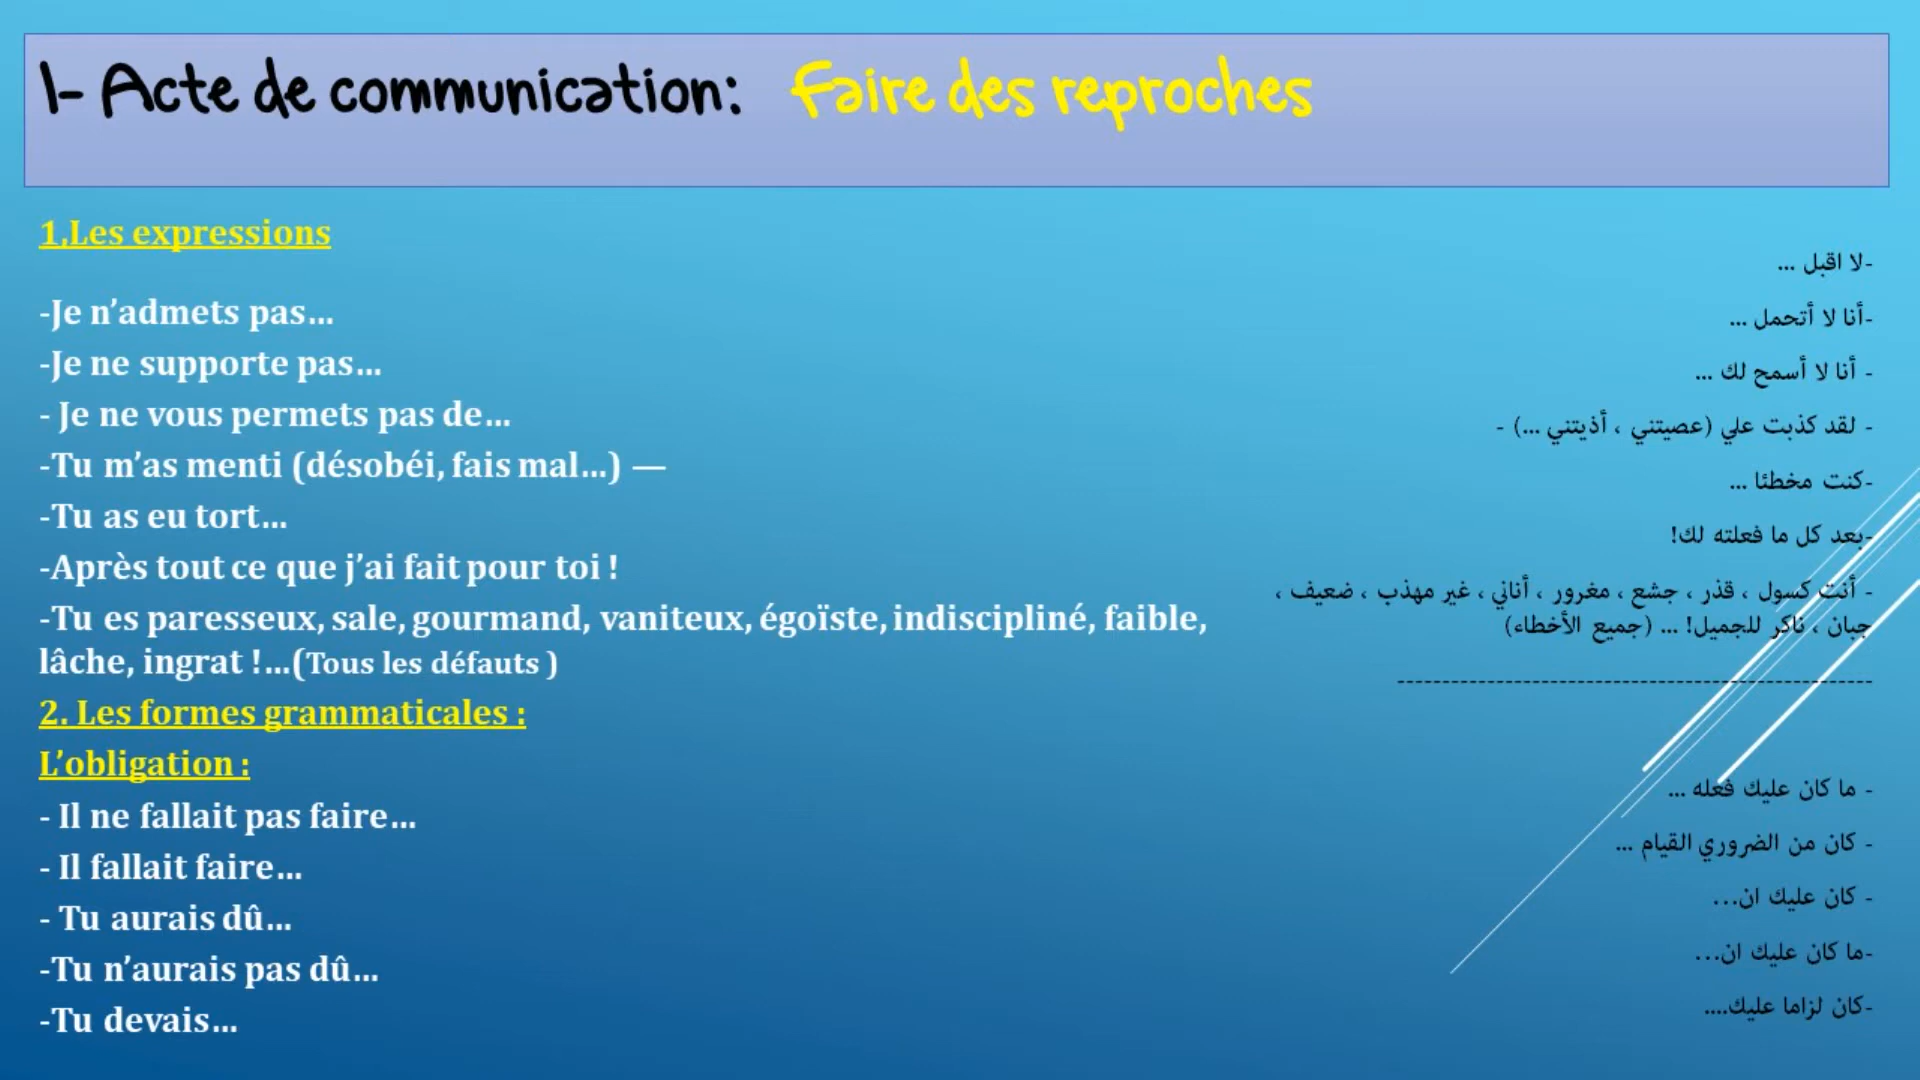 I- Acte de communication: Faire des reproches
1,Les expressions
-Je n’admets pas…
-Je ne supporte pas…
- Je ne vous permets pas de…
-Tu m’as menti (désobéi, fais mal…) —
-Tu as eu tort…
-Après tout ce que j’ai fait pour toi !
-Tu es paresseux, sale, gourmand, vaniteux, égoïste, indiscipliné, faible,
lâche, ingrat !…(Tous les défauts )
2. Les formes grammaticales :
L’obligation :
- Il ne fallait pas faire…
- Il fallait faire…
- Tu aurais dû…
-Tu n’aurais pas dû…
-Tu devais…
-لا اقبل ...
-أنا لا أتحمل ...
- أنا لا أسمح لك ...
- لقد كذبت علي (عصيتني ، أذيتني ...) -
-كنت مخطئا ...
-بعد كل ما فعلته لك!
- أنت كسول ، قذر ، جشع ، مغرور ، أناني ، غير مهذب ، ضعيف ،
جبان ، ناكر للجميل! ... (جميع الأخطاء)
-----------------------------------------------------
- ما كان عليك فعله ...
- كان من الضروري القيام ...
- كان عليك ان…
-ما كان عليك ان…
-كان لزاما عليك....